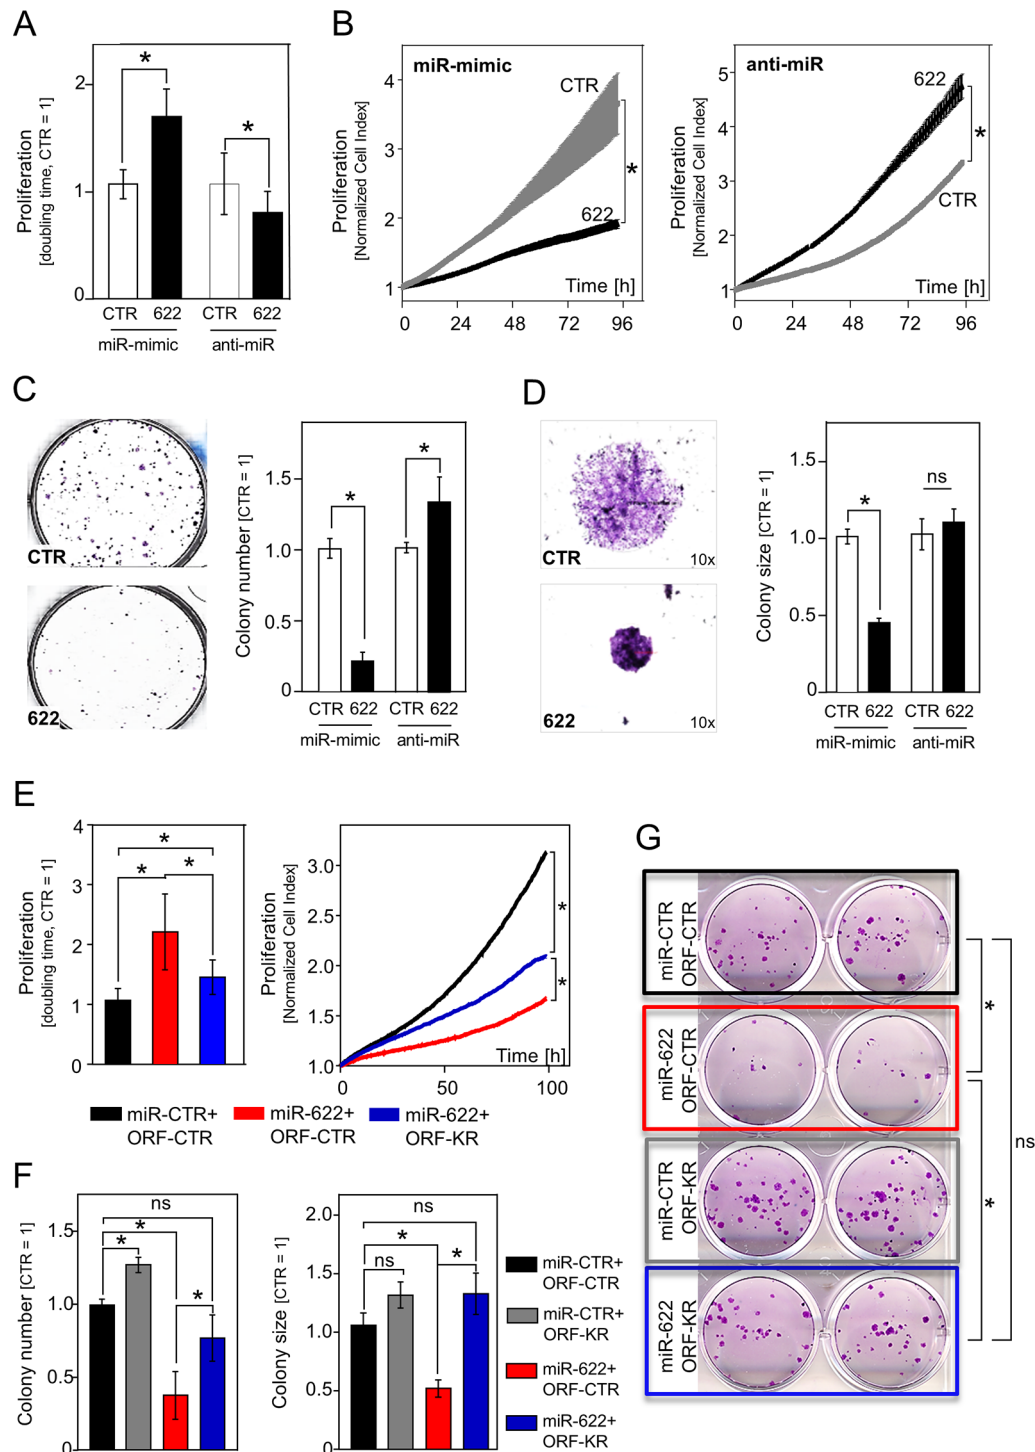 A
Proliferation
[doubling time, CTR = 1]
2
1
0
*
*
CTR 622 CTR 622
miR-mimic anti-miR
B
Proliferation
[Normalized Cell Index]
miR-mimic
4
3
2
1
CTR
622
*
Time [h]
0 24 48 72 96
Proliferation
[Normalized Cell Index]
anti-miR
5
4
3
2
1
622
CTR
*
Time [h]
0 24 48 72 96
C
CTR
622
Colony number [CTR = 1]
1.5
1.0
0.5
0
*
*
CTR 622 CTR 622
miR-mimic anti-miR
D
CTR
10x
622
10x
Colony size [CTR = 1]
1.5
1.0
0.5
0
*
ns
CTR 622 CTR 622
miR-mimic anti-miR
E
Proliferation
[doubling time, CTR = 1]
4
3
2
1
0
*
* *
Proliferation
[Normalized Cell Index]
3.0
2.5
2.0
1.5
1.0
*
*
Time [h]
0 50 100
miR-CTR+
ORF-CTR
miR-622+
ORF-CTR
miR-622+
ORF-KR
F
Colony number [CTR = 1]
1.5
1.0
0.5
0
ns
*
*
*
Colony size [CTR = 1]
2.0
1.5
1.0
0.5
0
ns
*
ns
*
miR-CTR+
ORF-CTR
miR-CTR+
ORF-KR
miR-622+
ORF-CTR
miR-622+
ORF-KR
G
miR-CTR
ORF-CTR
miR-622
ORF-CTR
miR-CTR
ORF-KR
miR-622
ORF-KR
*
*
ns